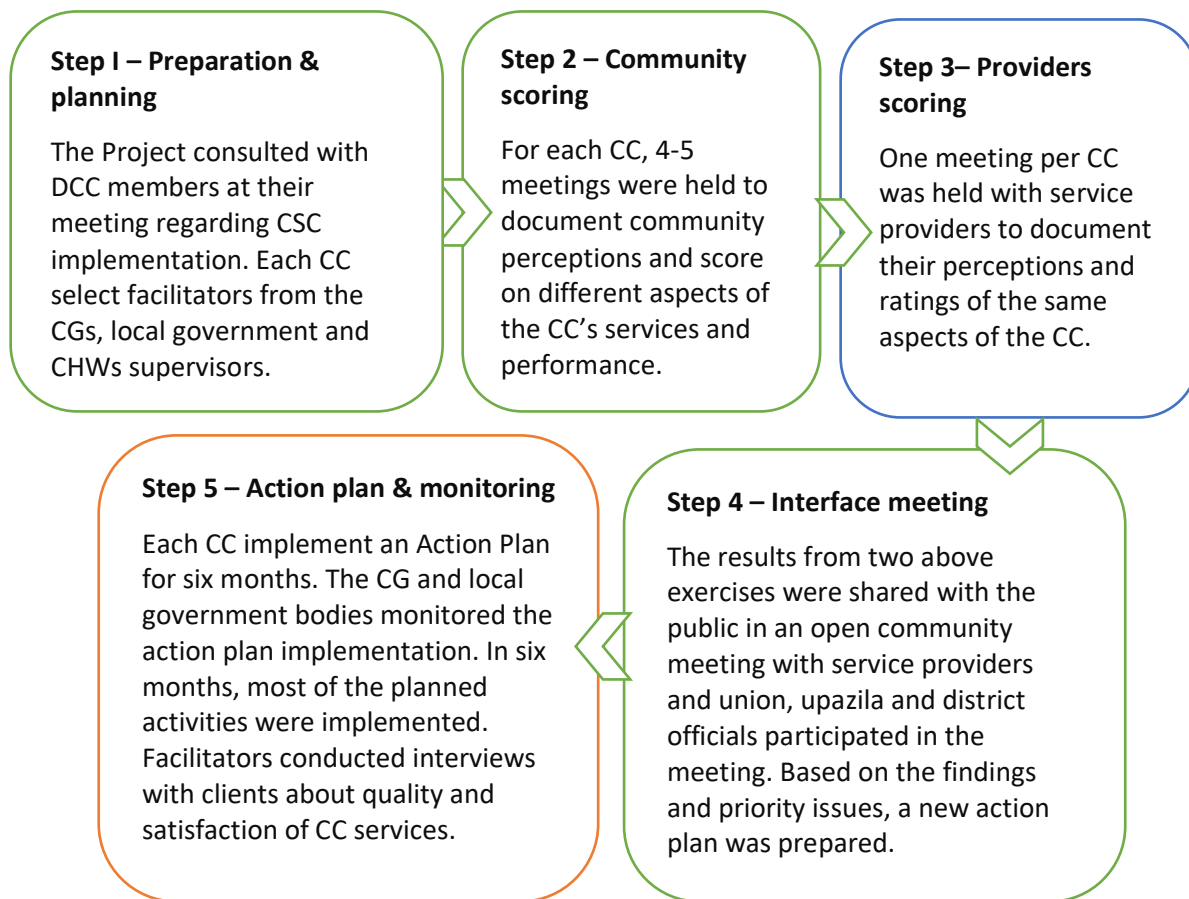 Step I – Preparation &
planning
The Project consulted with
DCC members at their
meeting regarding CSC
implementation. Each CC
select facilitators from the
CGs, local government and
CHWs supervisors.
Step 2 – Community
scoring
For each CC, 4-5
meetings were held to
document community
perceptions and score
on different aspects of
the CC’s services and
performance.
Step 3– Providers
scoring
One meeting per CC
was held with service
providers to document
their perceptions and
ratings of the same
aspects of the CC.
Step 4 – Interface meeting
The results from two above
exercises were shared with the
public in an open community
meeting with service providers
and union, upazila and district
officials participated in the
meeting. Based on the findings
and priority issues, a new action
plan was prepared.
Step 5 – Action plan & monitoring
Each CC implement an Action Plan
for six months. The CG and local
government bodies monitored the
action plan implementation. In six
months, most of the planned
activities were implemented.
Facilitators conducted interviews
with clients about quality and
satisfaction of CC services.